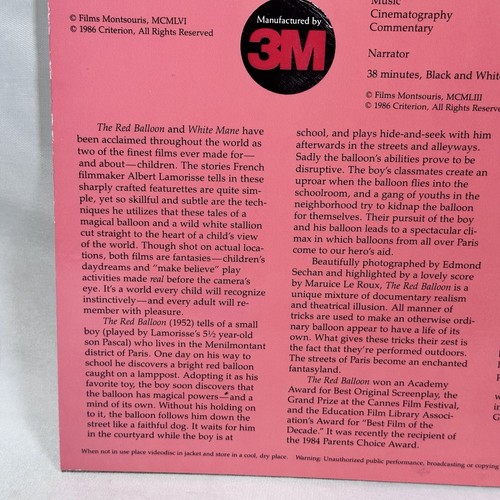 © Films Montsouris, MCMLVI
© 1986 Criterion, All Rights Reserved
Manufactured by
3M
Music
Cinematography
Commentary
Narrator
38 minutes, Black and White
© Films Montsouris, MCMLIII
© 1986 Criterion, All Rights
The Red Balloon and White Mane have
been acclaimed throughout the world as
two of the finest films ever made for—
and about—children. The stories French
filmmaker Albert Lamorisse tells in these
sharply crafted featurettes are quite sim-
ple, yet so skillful and subtle are the tech-
niques he utilizes that these tales of a
magical balloon and a wild white stallion
cut straight to the heart of a child's view
of the world. Though shot on actual loca-
tions, both films are fantasies—children's
daydreams and "make believe" play
activities made real before the camera's
eye. It's a world every child will recognize
instinctively—and every adult will re-
member with pleasure.
The Red Balloon (1952) tells of a small
boy (played by Lamorisse's 5½ year-old
son Pascal) who lives in the Menilmontant
district of Paris. One day on his way to
school he discovers a bright red balloon
caught on a lamppost. Adopting it as his
favorite toy, the boy soon discovers that
the balloon has magical powers—and a
mind of its own. Without his holding on
to it, the balloon follows him down the
street like a faithful dog. It waits for him
in the courtyard while the boy is at
school, and plays hide-and-seek with him
afterwards in the streets and alleyways.
Sadly the balloon's abilities prove to be
disruptive. The boy's classmates create an
uproar when the balloon flies into the
schoolroom, and a gang of youths in the
neighborhood try to kidnap the balloon
for themselves. Their pursuit of the boy
and his balloon leads to a spectacular cli-
max in which balloons from all over Paris
come to our hero's aid.
Beautifully photographed by Edmond
Sechan and highlighted by a lovely score
by Maruice Le Roux, The Red Balloon is a
unique mixture of documentary realism
and theatrical illusion. All manner of
tricks are used to make an otherwise ordi-
nary balloon appear to have a life of its
own. What gives these tricks their zest is
the fact that they're performed outdoors.
The streets of Paris become an enchanted
fantasyland.
The Red Balloon won an Academy
Award for Best Original Screenplay, the
Grand Prize at the Cannes Film Festival,
and the Education Film Library Associ-
ation's Award for "Best Film of the
Decade." It was recently the recipient of
the 1984 Parents Choice Award.
When not in use place videodisc in jacket and store in a cool, dry place. Warning: Unauthorized public performance, broadcasting or copying